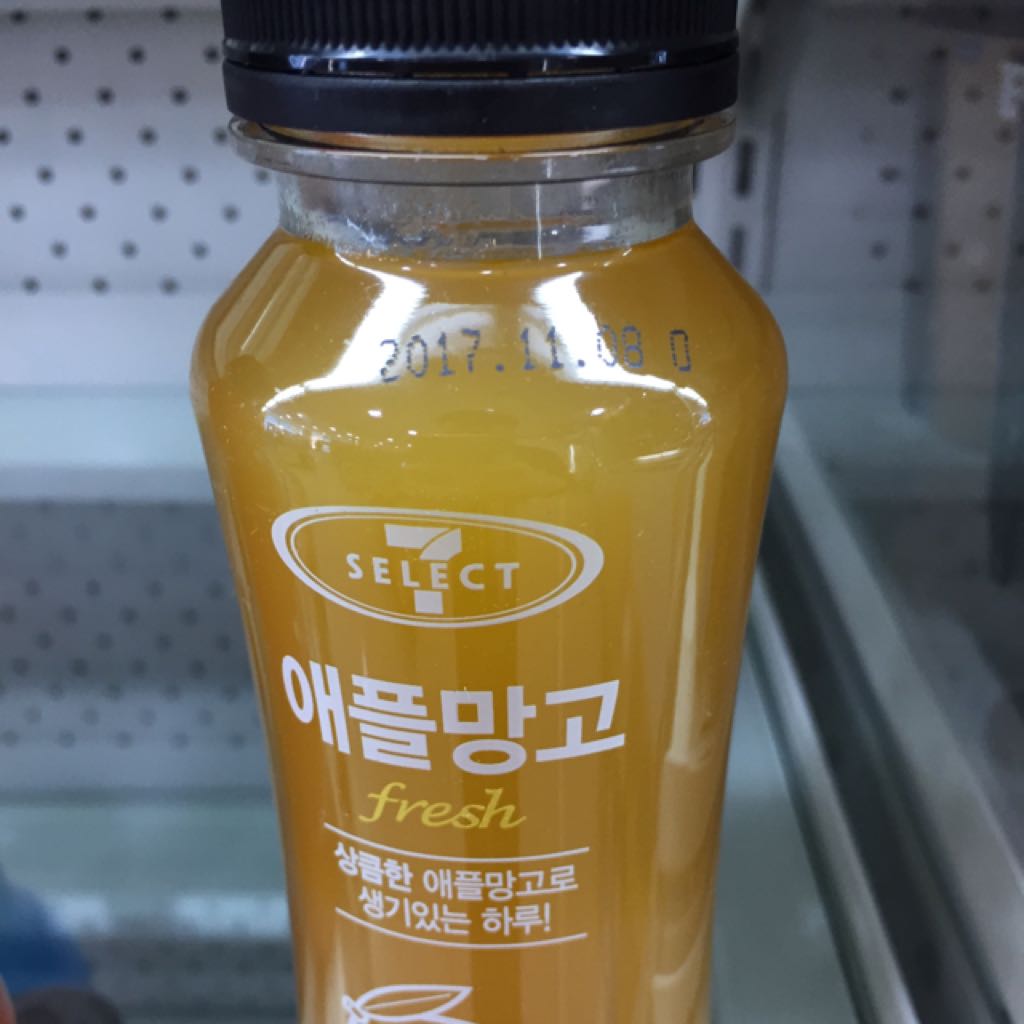 2017.11.08 0
7
SELECT
애플망고
fresh
상큼한 애플망고로
생기있는 하루!